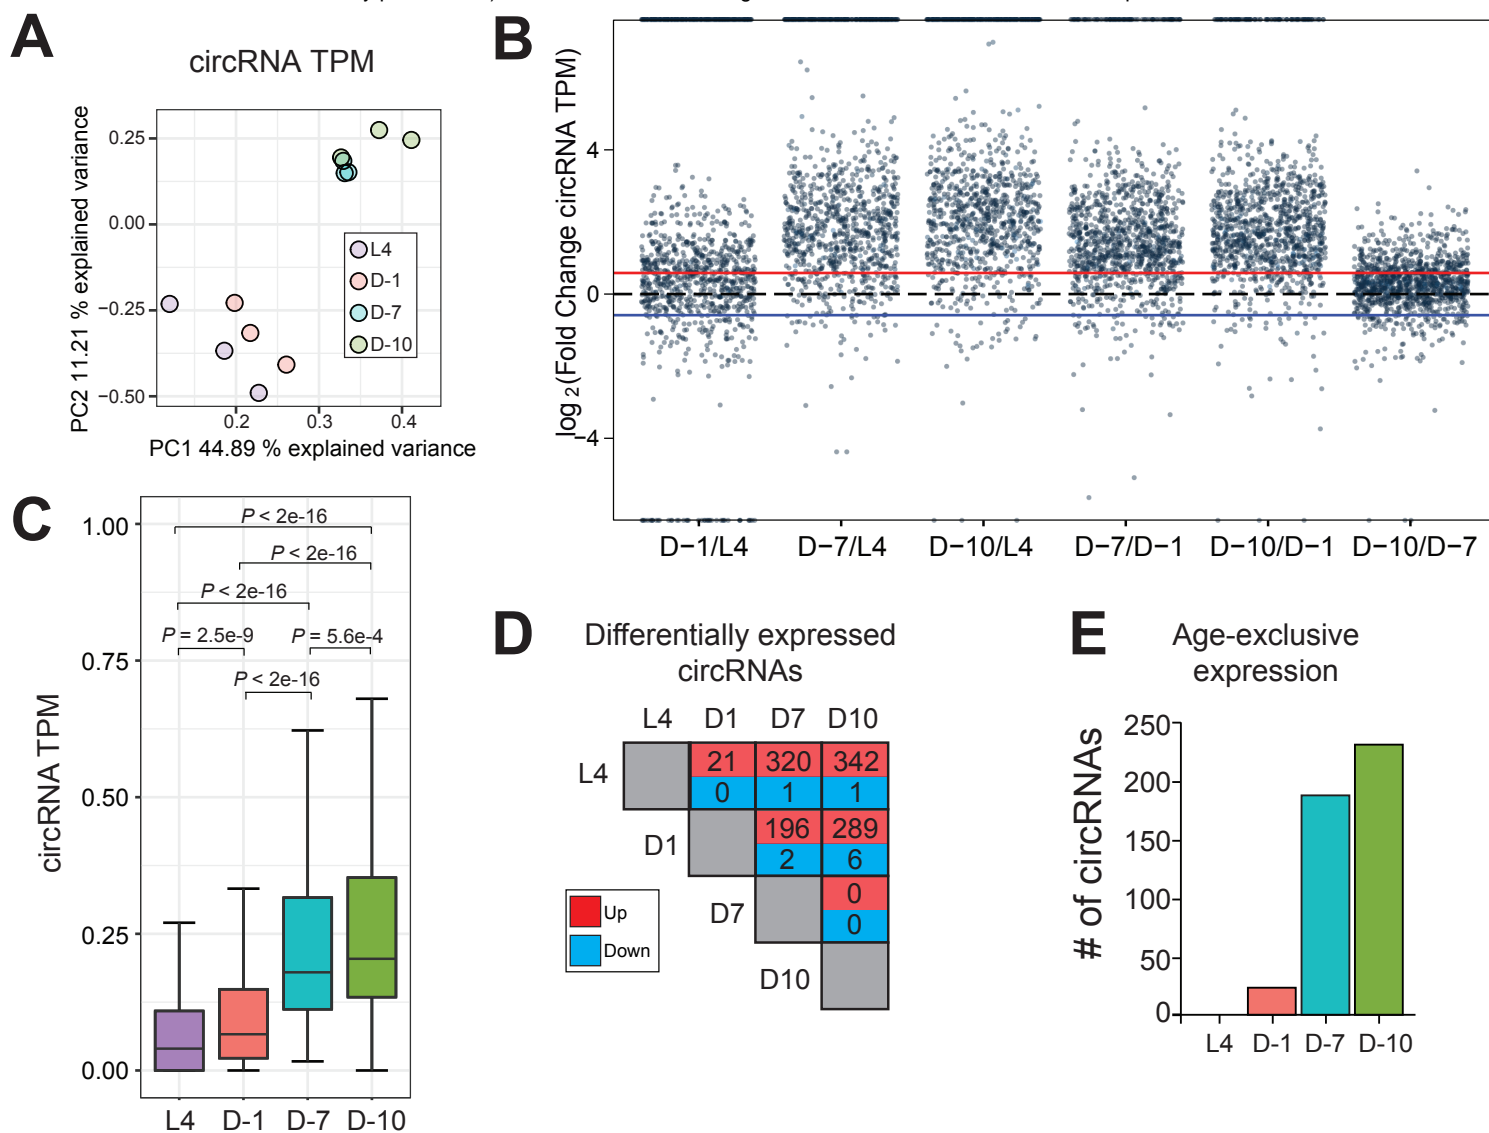 A
circRNA TPM
PC2 11.21 % explained variance
0.25
0.00
−0.25
−0.50
0.2
0.3
0.4
PC1 44.89 % explained variance
L4
D-1
D-7
D-10
B
log 2 (Fold Change circRNA TPM)
4
0
−4
D−1/L4
D−7/L4
D−10/L4
D−7/D−1
D−10/D−1
D−10/D−7
C
circRNA TPM
1.00
0.75
0.50
0.25
0.00
P < 2e-16
P < 2e-16
P < 2e-16
P = 2.5e-9
P = 5.6e-4
P < 2e-16
L4
D-1
D-7
D-10
D
Differentially expressed
circRNAs
L4 D1 D7 D10
L4
21 320 342
0 1 1
D1
196 289
2 6
D7
0
0
D10
Up
Down
E
Age-exclusive
expression
# of circRNAs
250
200
150
100
50
0
L4
D-1
D-7
D-10